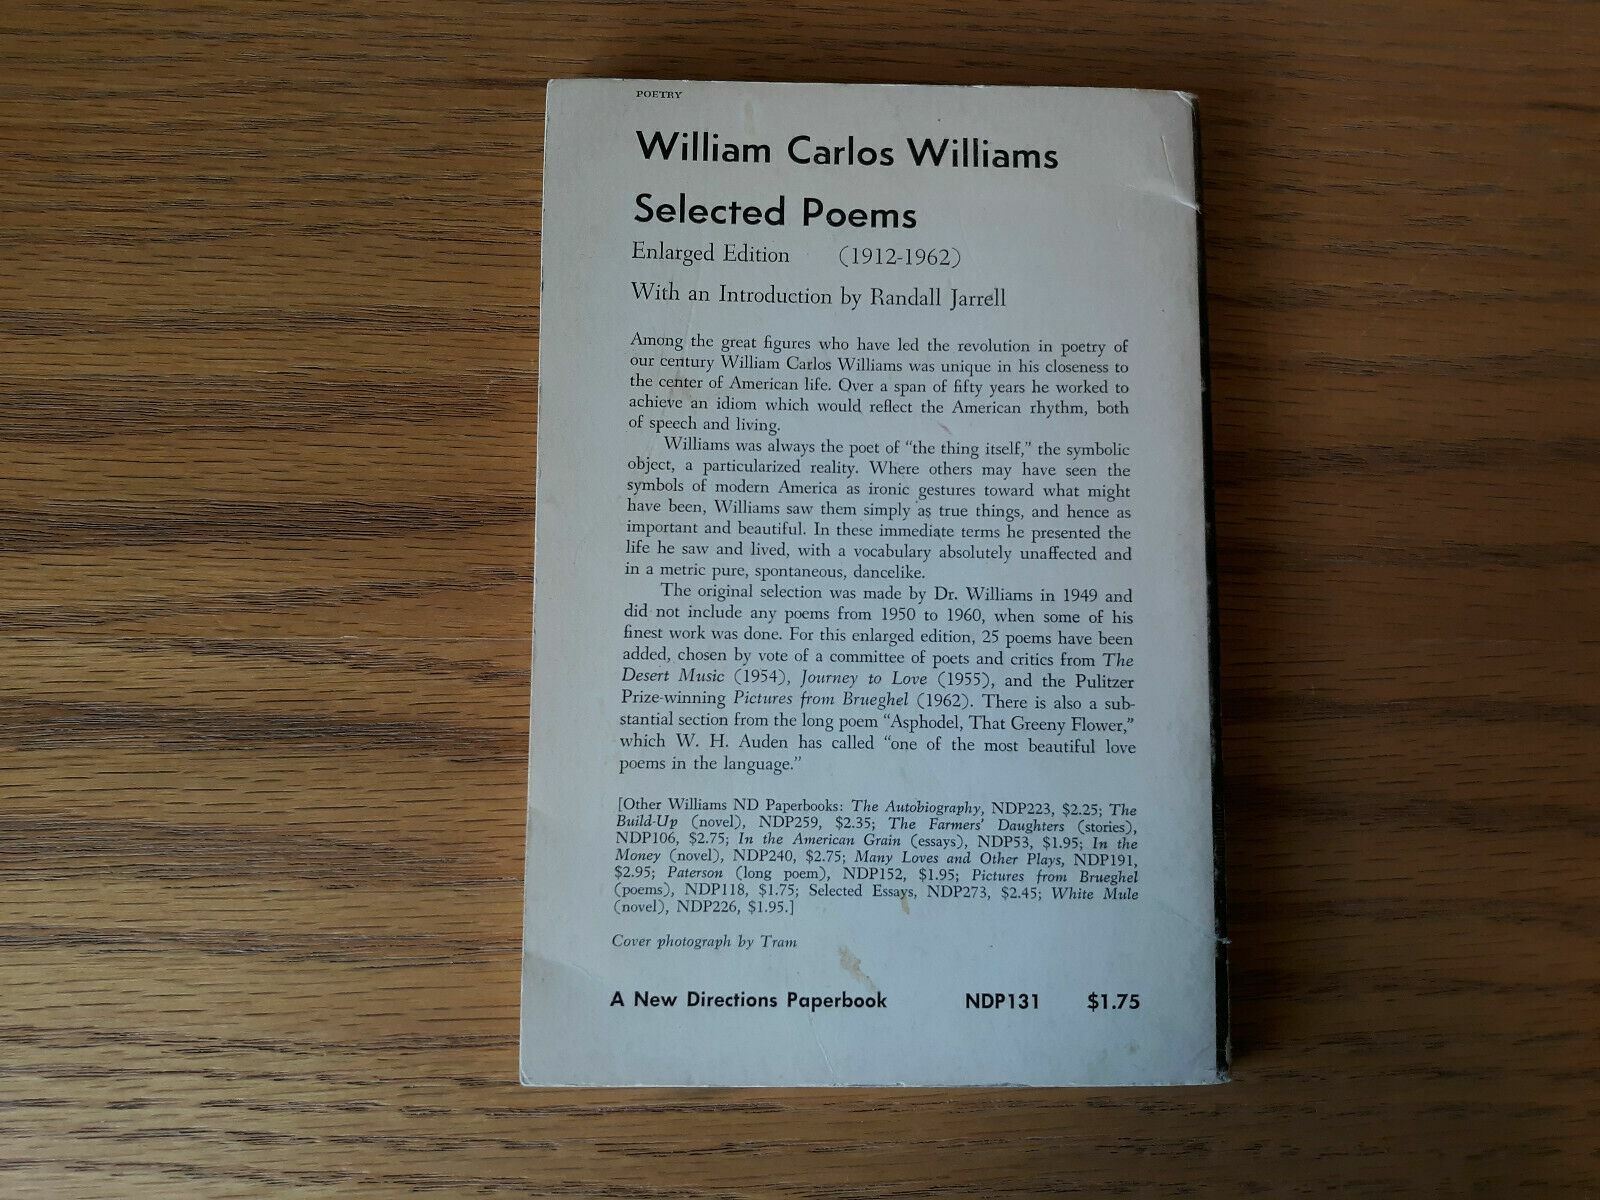 POETRY
William Carlos Williams
Selected Poems
Enlarged Edition (1912-1962)
With an Introduction by Randall Jarrell
Among the great figures who have led the revolution in poetry of
our century William Carlos Williams was unique in his closeness to
the center of American life. Over a span of fifty years he worked to
achieve an idiom which would reflect the American rhythm, both
of speech and living.
Williams was always the poet of "the thing itself," the symbolic
object, a particularized reality. Where others may have seen the
symbols of modern America as ironic gestures toward what might
have been, Williams saw them simply as true things, and hence as
important and beautiful. In these immediate terms he presented the
life he saw and lived, with a vocabulary absolutely unaffected and
in a metric pure, spontaneous, dancelike.
The original selection was made by Dr. Williams in 1949 and
did not include any poems from 1950 to 1960, when some of his
finest work was done. For this enlarged edition, 25 poems have been
added, chosen by vote of a committee of poets and critics from The
Desert Music (1954), Journey to Love (1955), and the Pulitzer
Prize-winning Pictures from Brueghel (1962). There is also a sub-
stantial section from the long poem "Asphodel, That Greeny Flower,"
which W. H. Auden has called "one of the most beautiful love
poems in the language."
[Other Williams ND Paperbooks: The Autobiography, NDP223, $2.25; The
Build-Up (novel), NDP259, $2.35; The Farmers' Daughters (stories),
NDP106, $2.75; In the American Grain (essays), NDP53, $1.95; In the
Money (novel), NDP240, $2.75; Many Loves and Other Plays, NDP191,
$2.95; Paterson (long poem), NDP152, $1.95; Pictures from Brueghel
(poems), NDP118, $1.75; Selected Essays, NDP273, $2.45; White Mule
(novel), NDP226, $1.95.]
Cover photograph by Tram
A New Directions Paperbook NDP131 $1.75